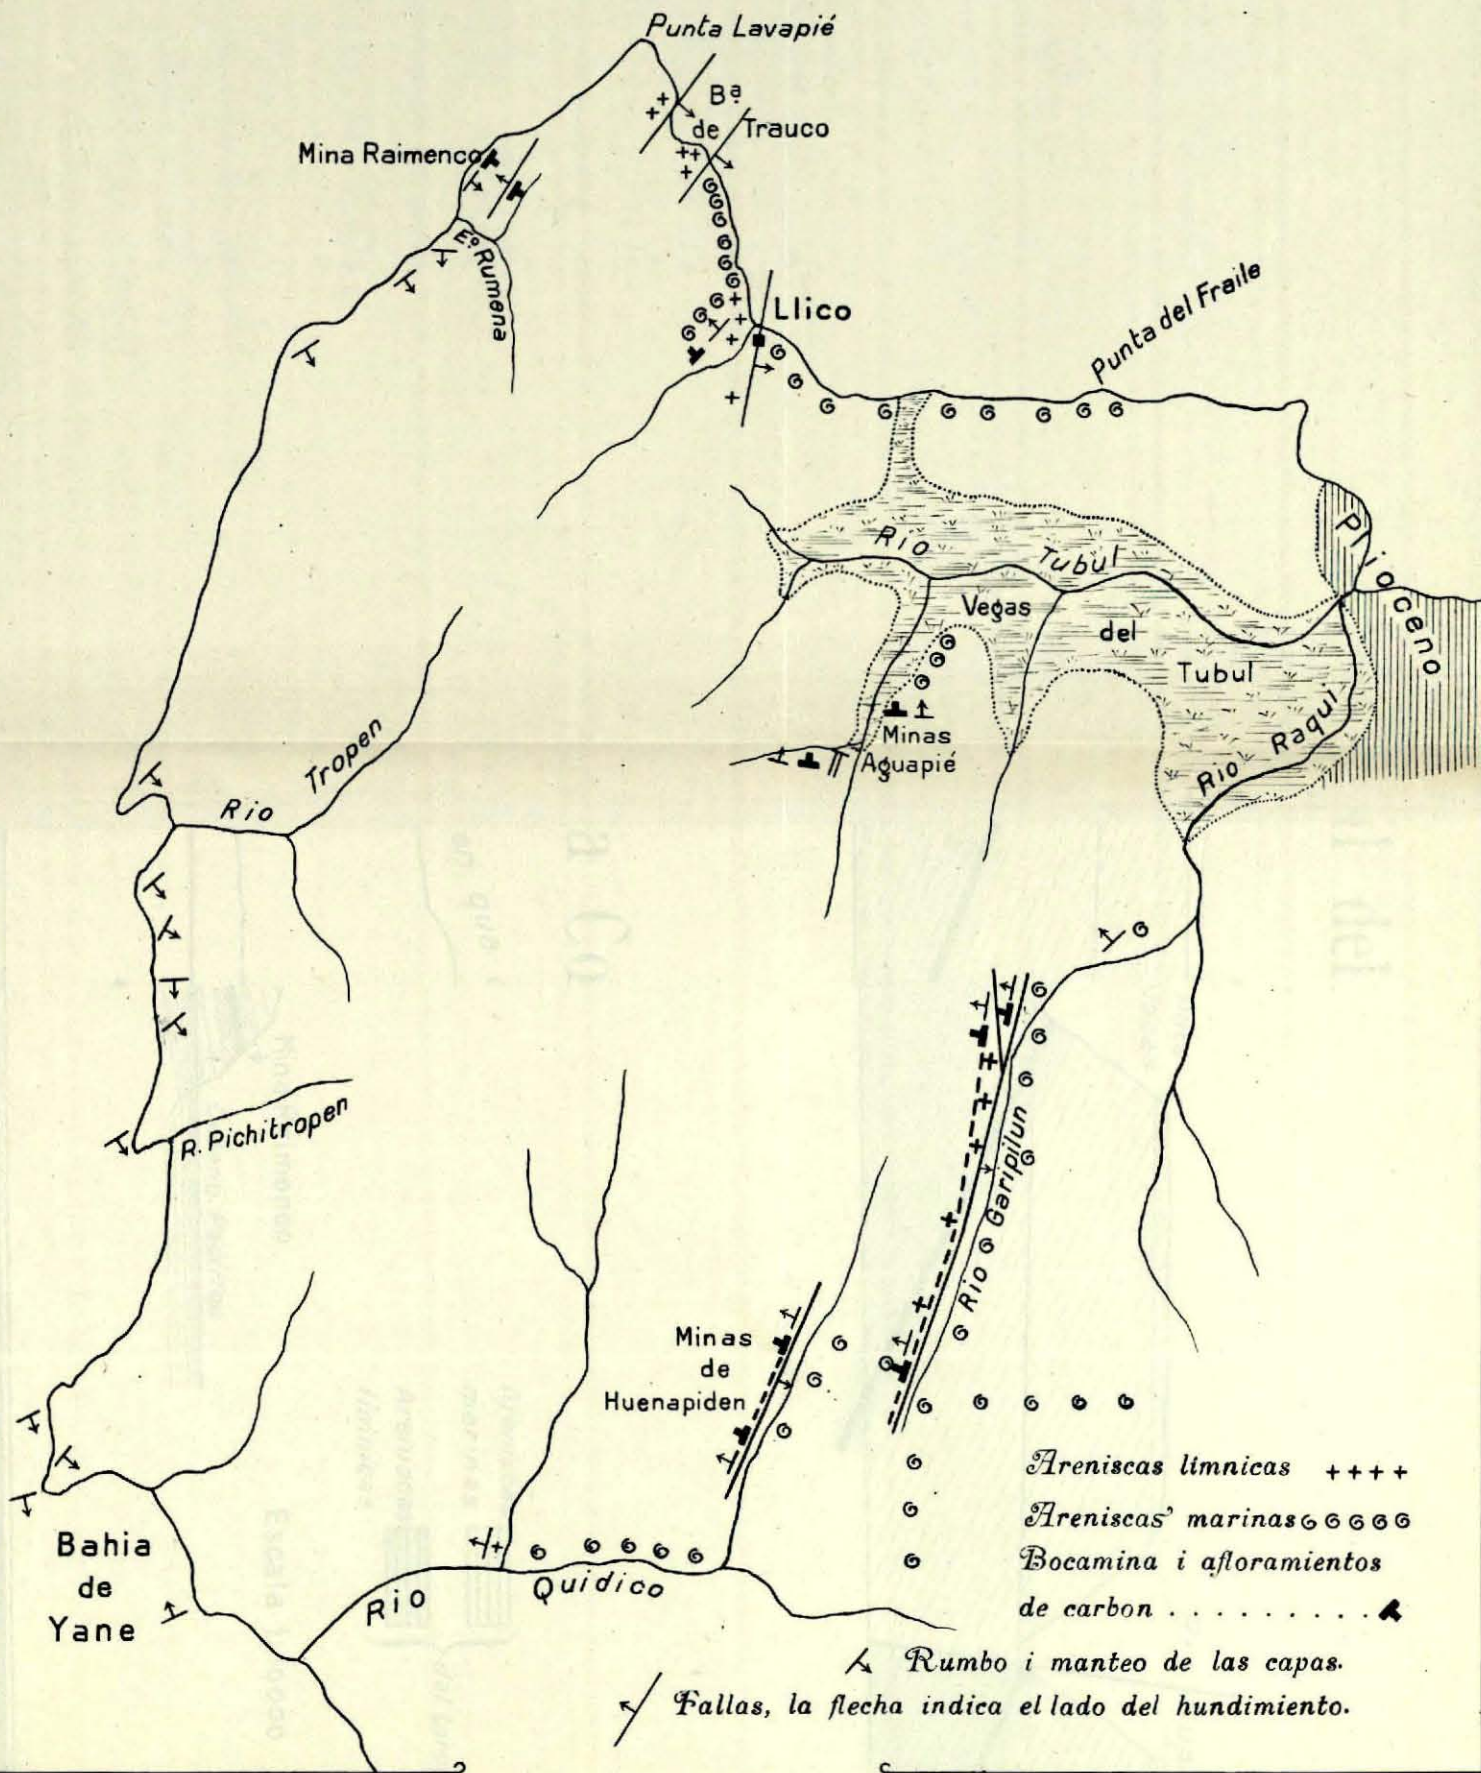 Punta Lavapié
Bª
de Trauco
Mina Raimenco
Eº Rumena
Llico
Punta del Fraile
Plioceno
Rio Tubul
Vegas
del
Tubul
Rio Raqui
Minas
Aguapié
Rio Tropen
R. Pichitropen
Rio Garipilun
Minas
de
Huenapiden
Bahia
de
Yane
Rio Quidico
Areniscas limnicas ++++
Areniscas marinas
Bocamina i afloramientos
de carbon . . . . . . . . .
Rumbo i manteo de las capas.
Fallas, la flecha indica el lado del hundimiento.